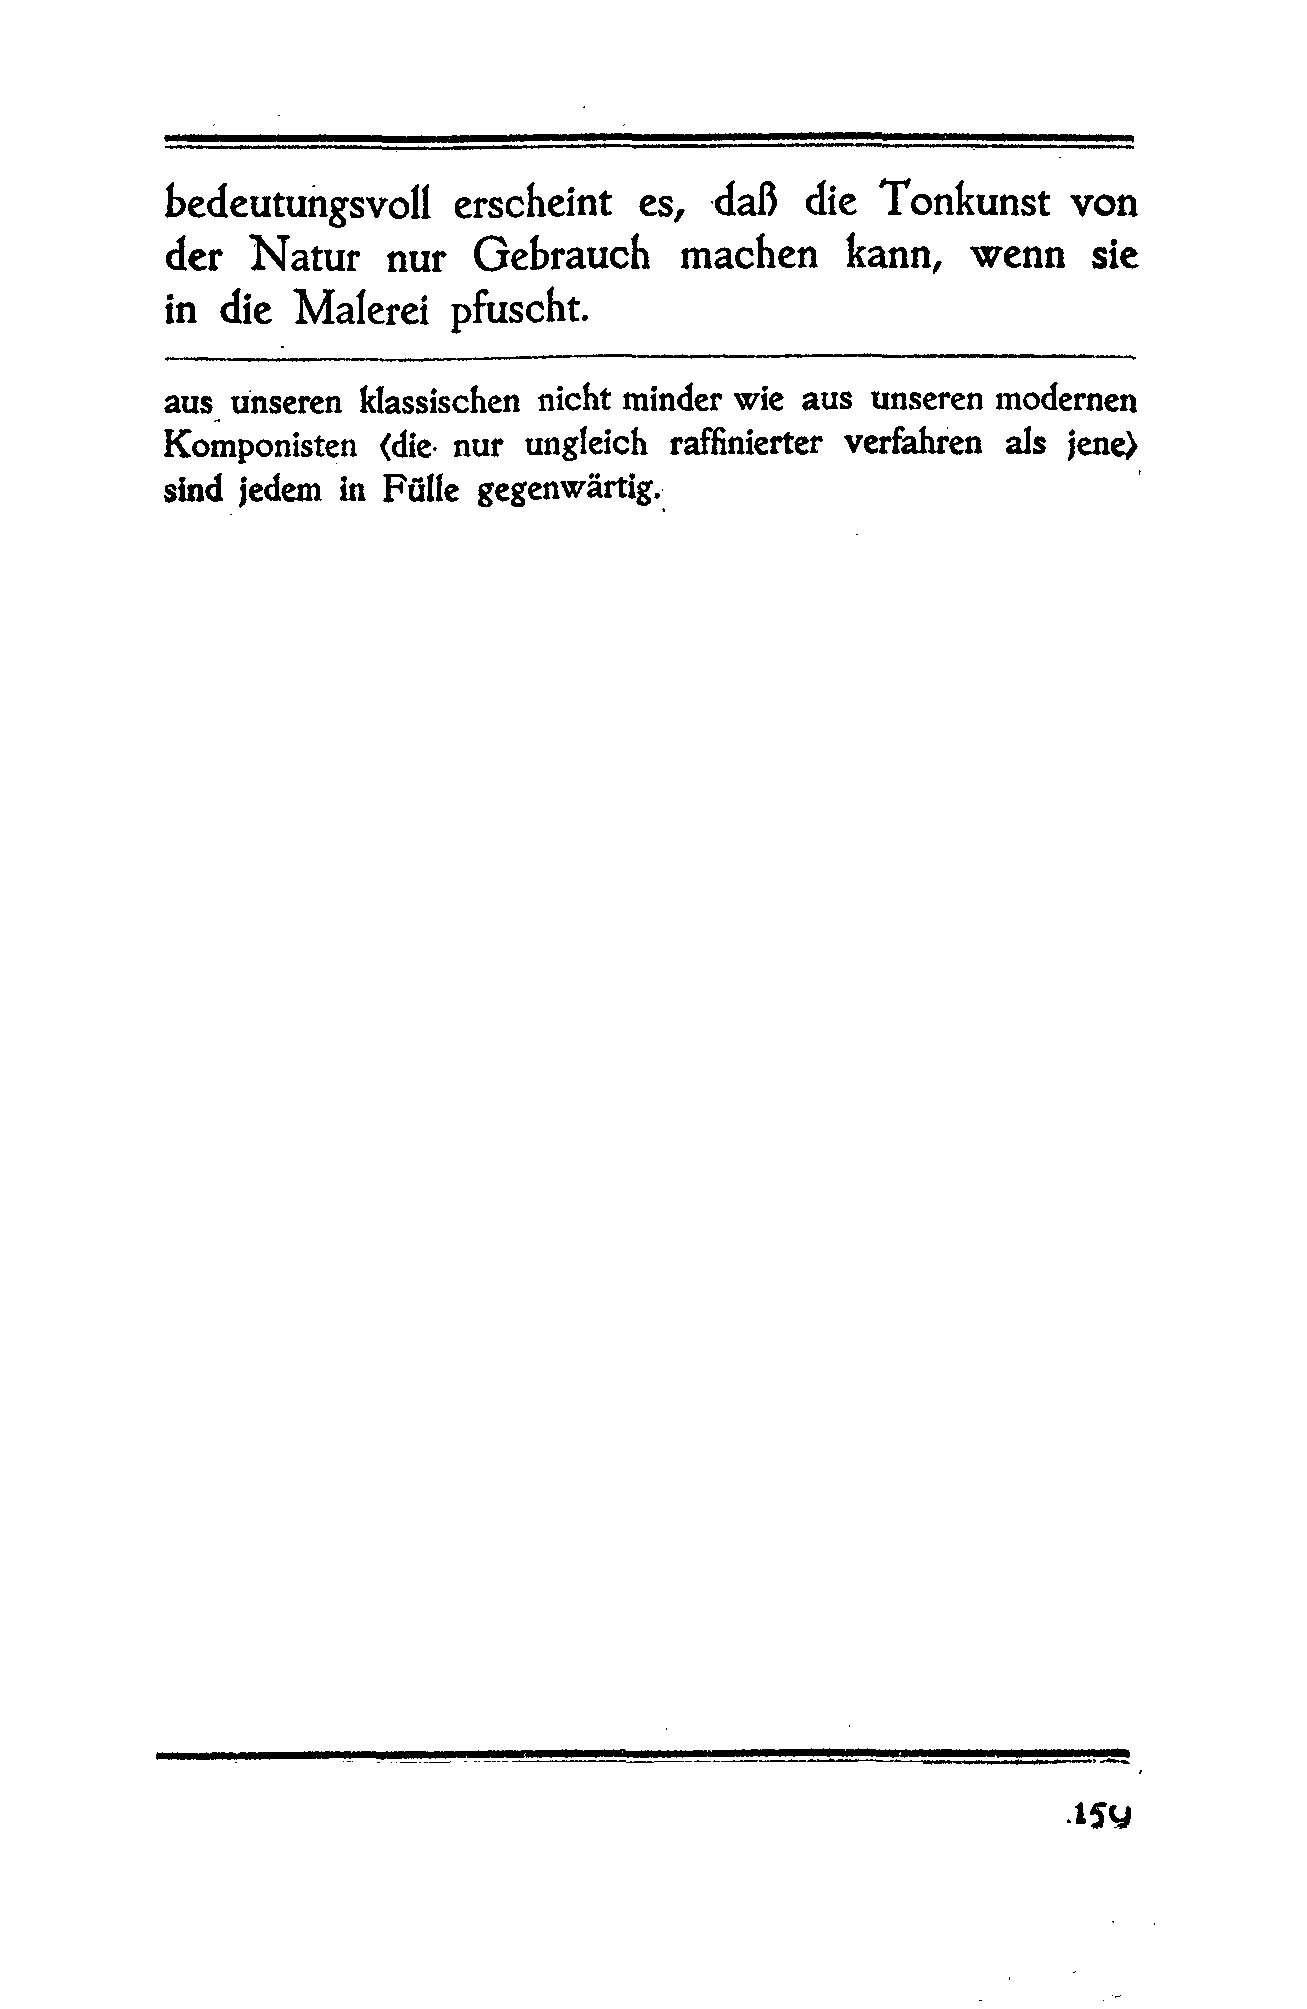 bedeutungsvoll erscheint es, daß die Tonkunst von
der Natur nur Gebrauch machen kann, wenn sie
in die Malerei pfuscht.
aus unseren klassischen nicht minder wie aus unseren modernen
Komponisten (die nur ungleich raffinierter verfahren als jene)
sind jedem in Fülle gegenwärtig.
159